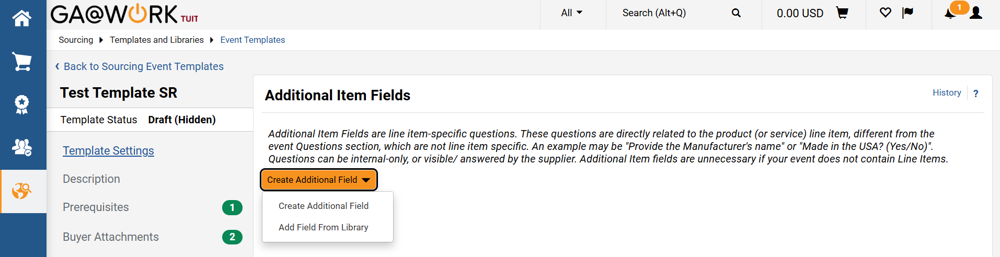 GA@WORK TUIT
All
Search (Alt+Q)
0.00 USD
1
Sourcing
Templates and Libraries
Event Templates
Back to Sourcing Event Templates
Test Template SR
Template Status Draft (Hidden)
Template Settings
Description
Prerequisites 1
Buyer Attachments 2
Additional Item Fields
History
?
Additional Item Fields are line item-specific questions. These questions are directly related to the product (or service) line item, different from the
event Questions section, which are not line item specific. An example may be "Provide the Manufacturer's name" or "Made in the USA? (Yes/No)".
Questions can be internal-only, or visible/ answered by the supplier. Additional Item fields are unnecessary if your event does not contain Line Items.
Create Additional Field
Create Additional Field
Add Field From Library